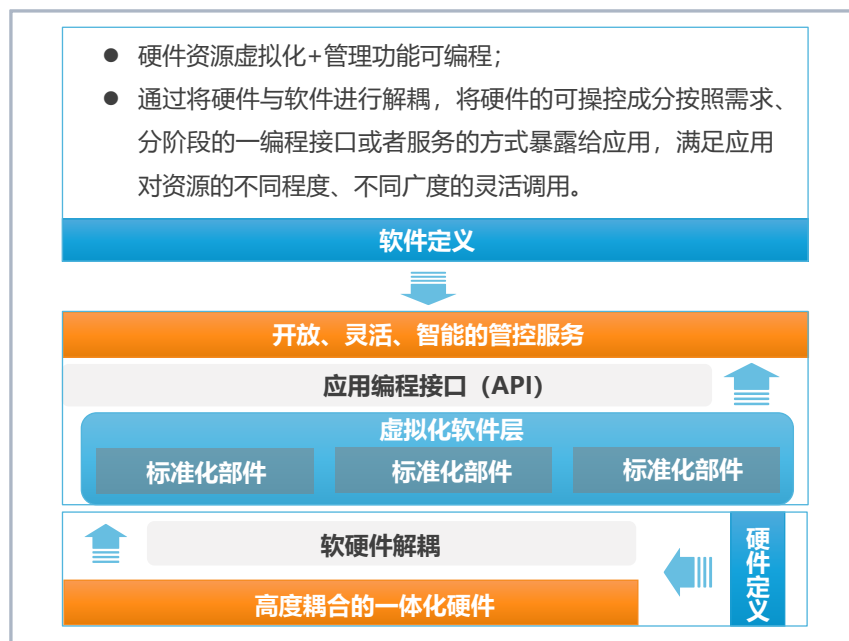 ● 硬件资源虚拟化+管理功能可编程；
● 通过将硬件与软件进行解耦，将硬件的可操控成分按照需求、
分阶段的一编程接口或者服务的方式暴露给应用，满足应用
对资源的不同程度、不同广度的灵活调用。
软件定义
开放、灵活、智能的管控服务
应用编程接口（API）
虚拟化软件层
标准化部件 标准化部件 标准化部件
软硬件解耦
硬件定义
高度耦合的一体化硬件